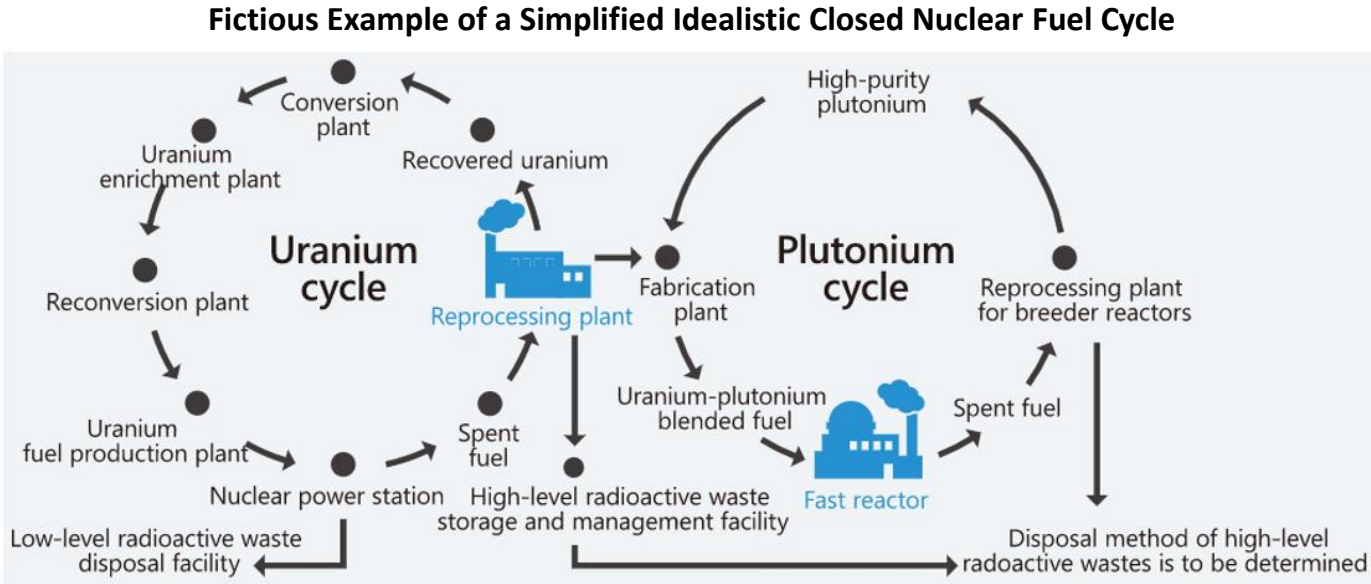 Fictious Example of a Simplified Idealistic Closed Nuclear Fuel Cycle
Conversion
plant
Uranium
enrichment plant
Recovered uranium
Reconversion plant
Uranium
cycle
Reprocessing plant
Uranium
fuel production plant
Spent
fuel
Nuclear power station
Low-level radioactive waste
disposal facility
High-level radioactive waste
storage and management facility
High-purity
plutonium
Fabrication
plant
Plutonium
cycle
Reprocessing plant
for breeder reactors
Uranium-plutonium
blended fuel
Fast reactor
Spent fuel
Disposal method of high-level
radioactive wastes is to be determined